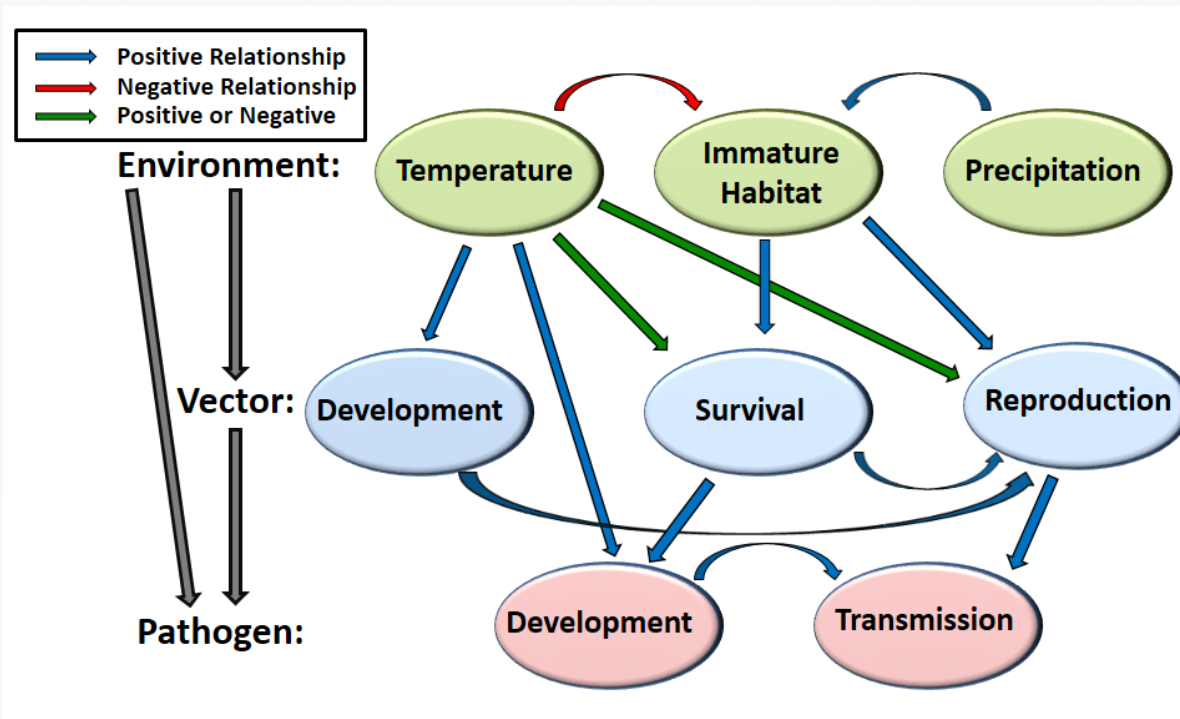 Positive Relationship
Negative Relationship
Positive or Negative
Environment:
Temperature
Immature
Habitat
Precipitation
Vector:
Development
Survival
Reproduction
Pathogen:
Development
Transmission